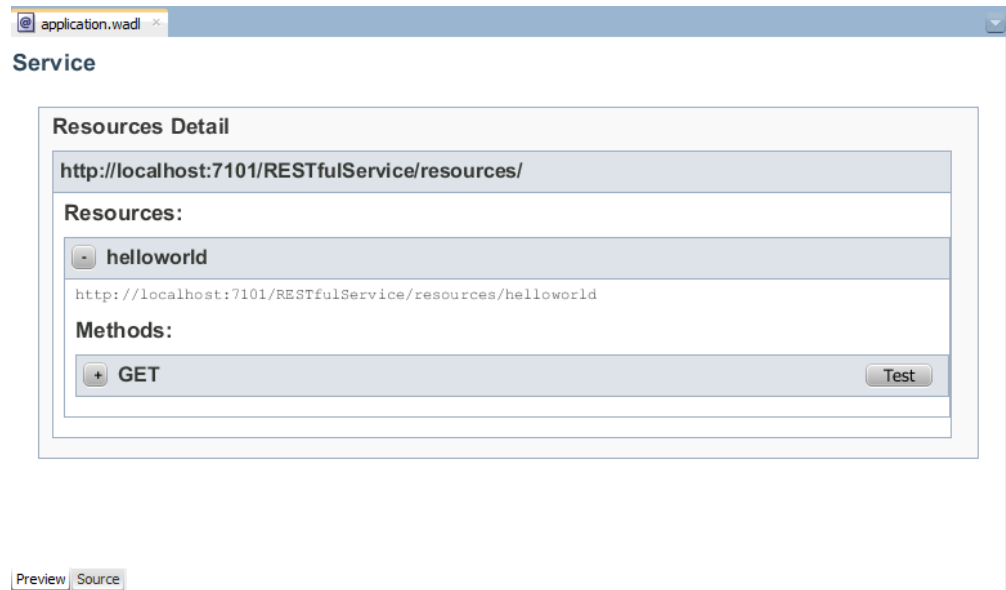 @ application.wadl ×
Service
Resources Detail
http://localhost:7101/RESTfulService/resources/
Resources:
- helloworld
http://localhost:7101/RESTfulService/resources/helloworld
Methods:
+ GET Test
Preview Source